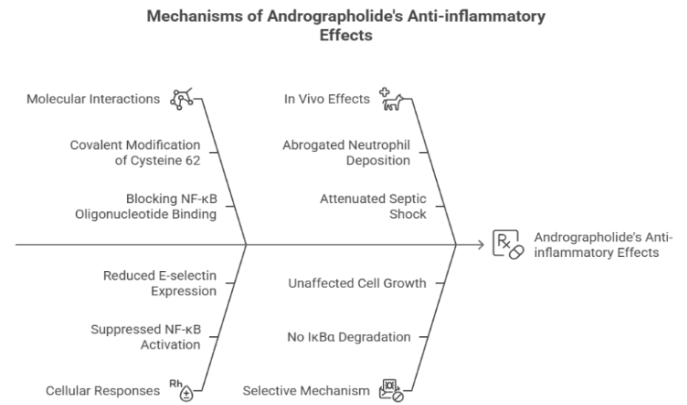 Mechanisms of Andrographolide's Anti-inflammatory
Effects
Molecular Interactions
Covalent Modification
of Cysteine 62
Blocking NF-κB
Oligonucleotide Binding
In Vivo Effects
Abrogated Neutrophil
Deposition
Attenuated Septic
Shock
Rx
Andrographolide's Anti-
inflammatory Effects
Reduced E-selectin
Expression
Suppressed NF-κB
Activation
Cellular Responses
Rh
Unaffected Cell Growth
No IκBα Degradation
Selective Mechanism